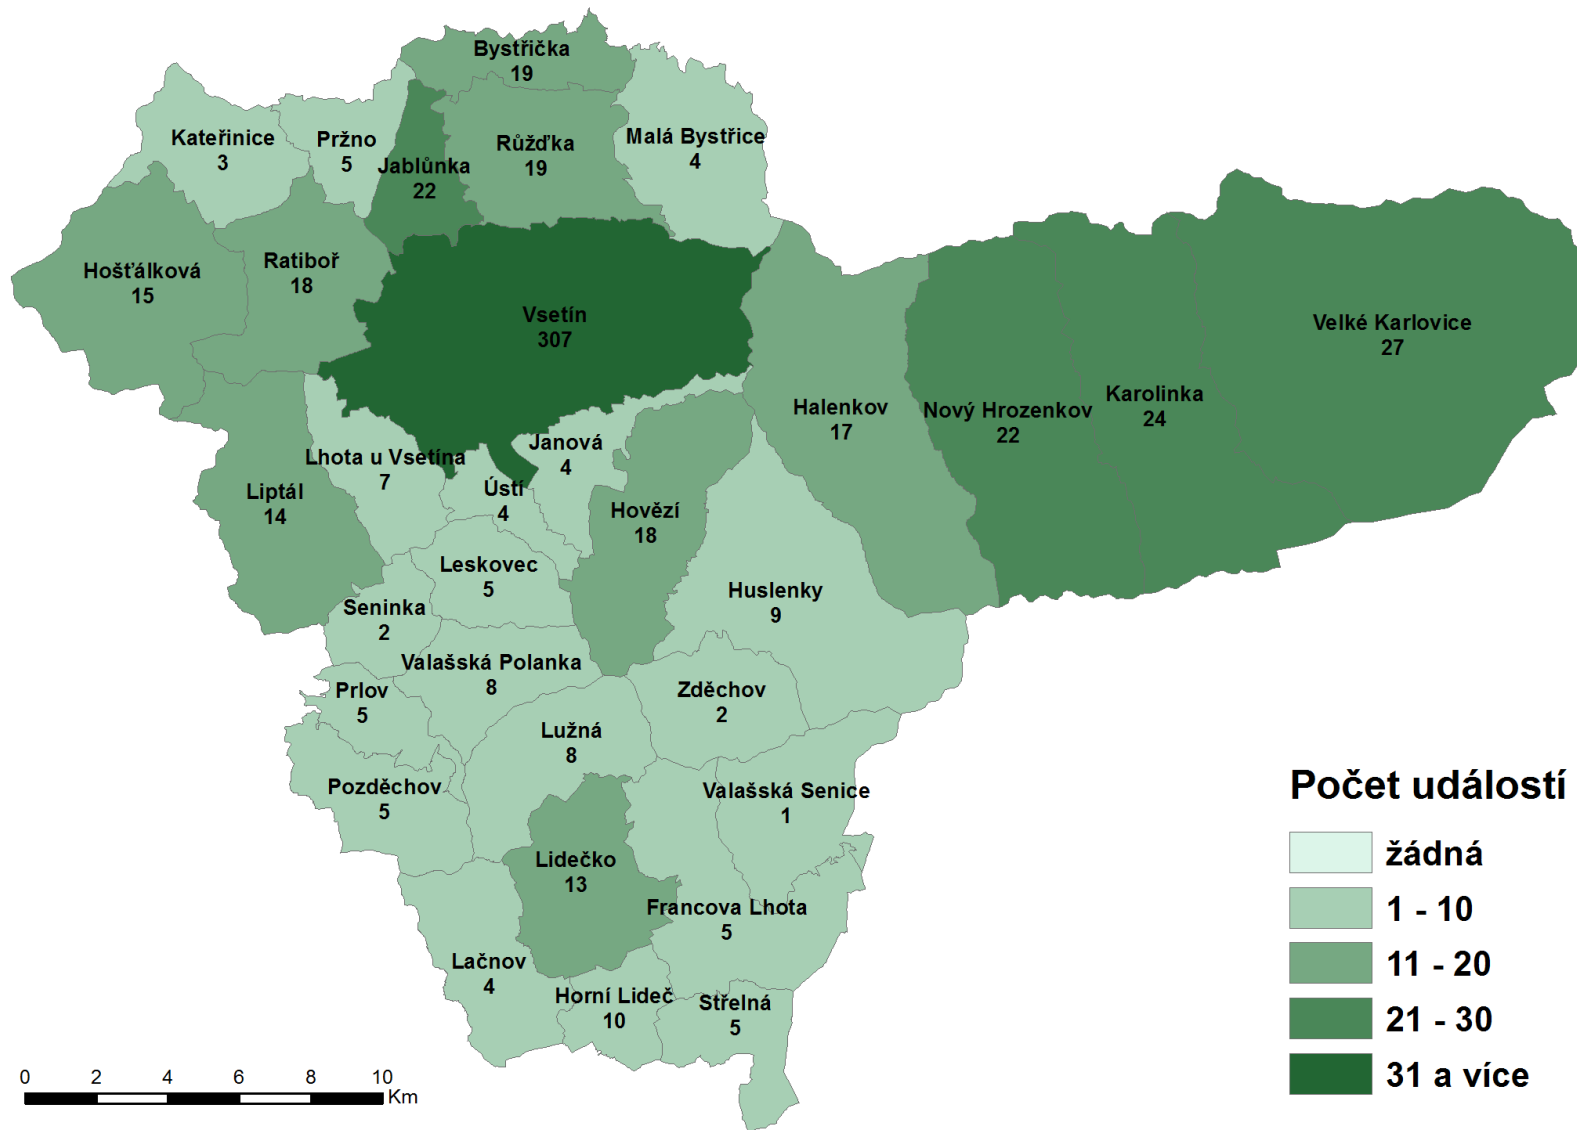 Bystřička
19
Kateřinice
3
Pržno
5
Jablůnka
22
Růžďka
19
Malá Bystřice
4
Hošťálková
15
Ratiboř
18
Vsetín
307
Velké Karlovice
27
Karolinka
24
Nový Hrozenkov
22
Halenkov
17
Janová
4
Lhota u Vsetína
7
Ústí
4
Liptál
14
Hovězí
18
Leskovec
5
Huslenky
9
Seninka
2
Valašská Polanka
8
Prlov
5
Zděchov
2
Lužná
8
Pozděchov
5
Valašská Senice
1
Lidečko
13
Francova Lhota
5
Lačnov
4
Horní Lideč
10
Střelná
5
Počet událostí
žádná
1 - 10
11 - 20
21 - 30
31 a více
0 2 4 6 8 10
Km